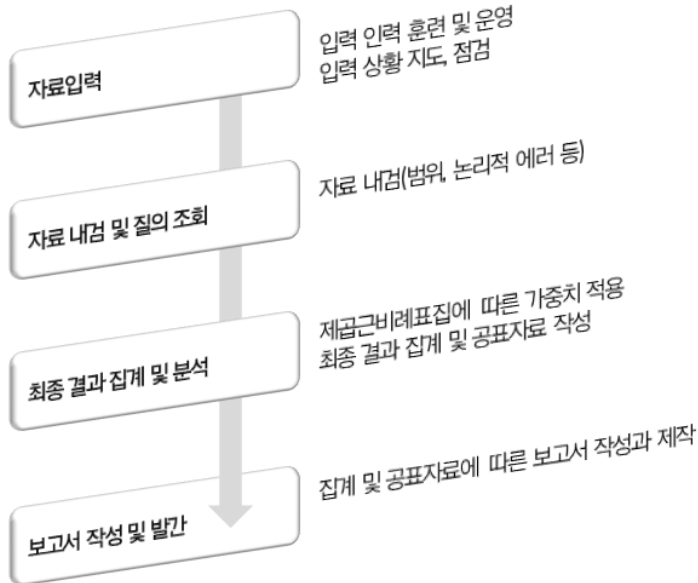 자료입력
입력 인력 훈련 및 운영
입력 상황 지도, 점검
자료 내검 및 질의 조회
자료 내검(범위, 논리적 에러 등)
최종 결과 집계 및 분석
제곱근비례표집에 따른 가중치 적용
최종 결과 집계 및 공표자료 작성
보고서 작성 및 발간
집계 및 공표자료에 따른 보고서 작성과 제작